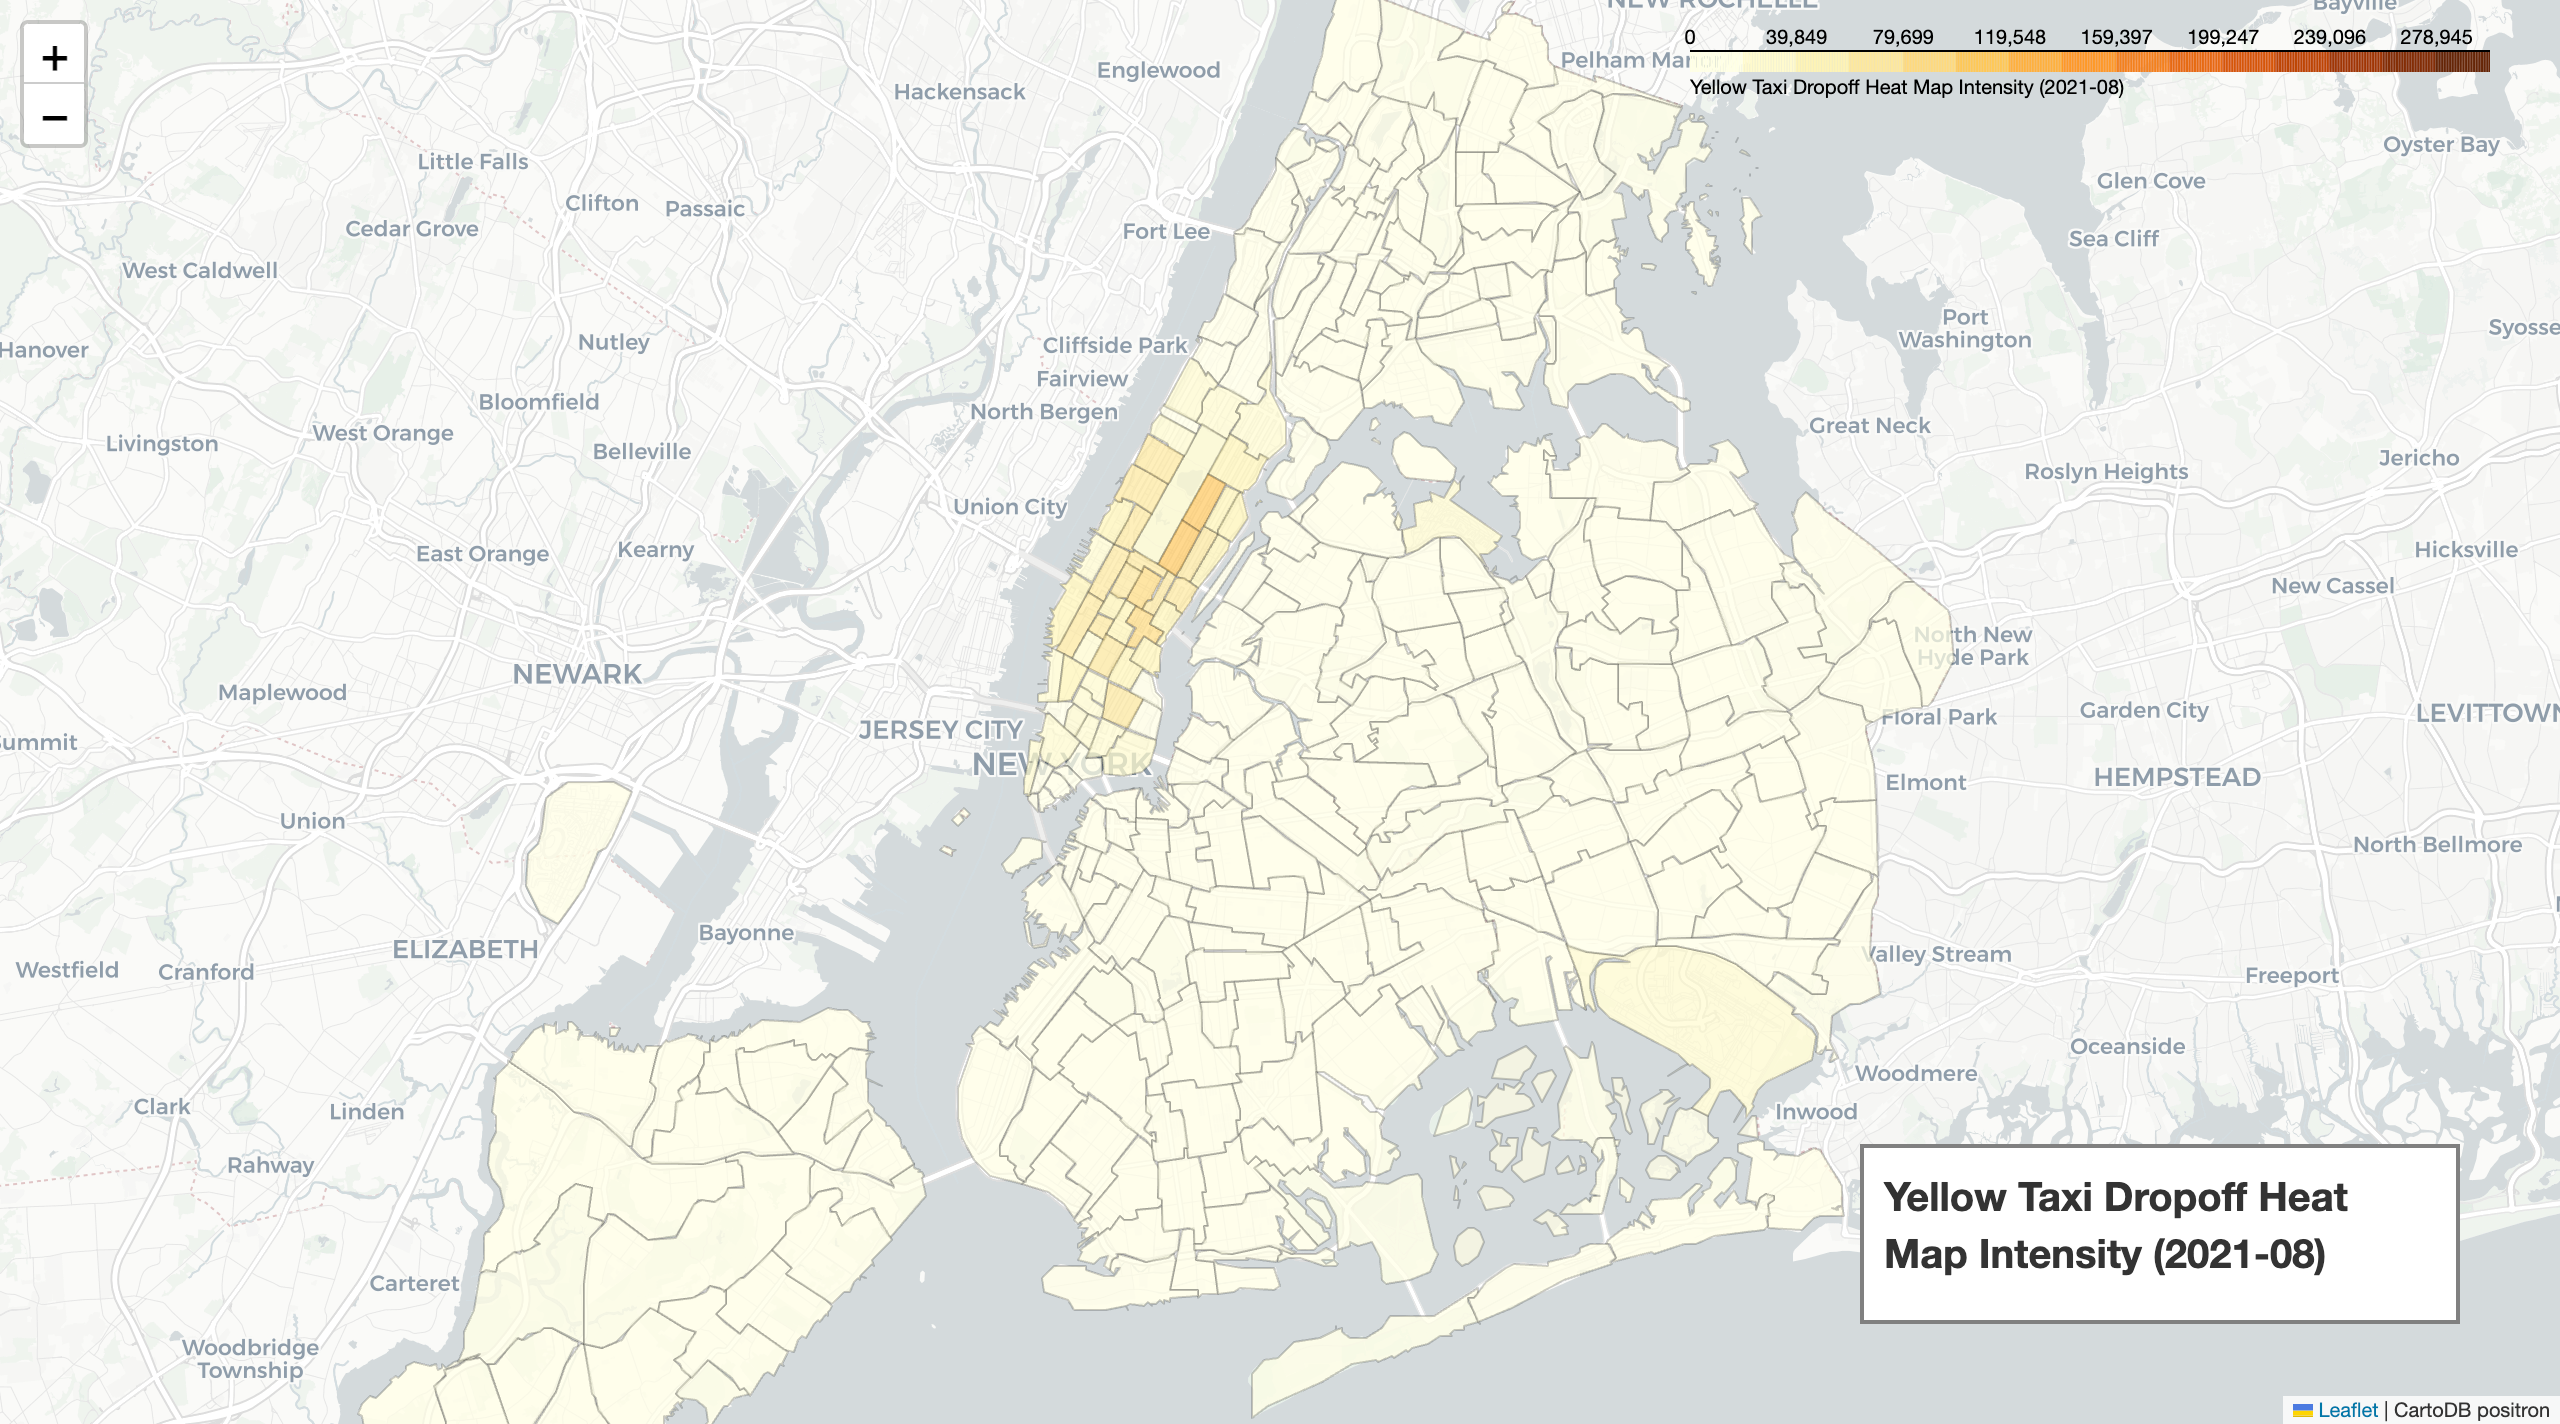 NEW ROCHELLE
Bayville
0 39,849 79,699 119,548 159,397 199,247 239,096 278,945
Yellow Taxi Dropoff Heat Map Intensity (2021-08)
+
−
Pelham Manor
Englewood
Hackensack
Oyster Bay
Little Falls
Glen Cove
Clifton
Passaic
Cedar Grove
Fort Lee
Sea Cliff
West Caldwell
Port
Washington
Syosse
Nutley
Hanover
Cliffside Park
Fairview
Bloomfield
North Bergen
Great Neck
West Orange
Livingston
Belleville
Jericho
Roslyn Heights
Union City
East Orange
Kearny
Hicksville
New Cassel
North New
Hyde Park
NEWARK
Maplewood
Garden City
LEVITTOWN
Floral Park
JERSEY CITY
Summit
NEW YORK
HEMPSTEAD
Elmont
Union
North Bellmore
Bayonne
ELIZABETH
Valley Stream
Westfield
Cranford
Freeport
Oceanside
Woodmere
Clark
Linden
Inwood
Rahway
Carteret
Woodbridge
Township
Yellow Taxi Dropoff Heat
Map Intensity (2021-08)
Leaflet | CartoDB positron